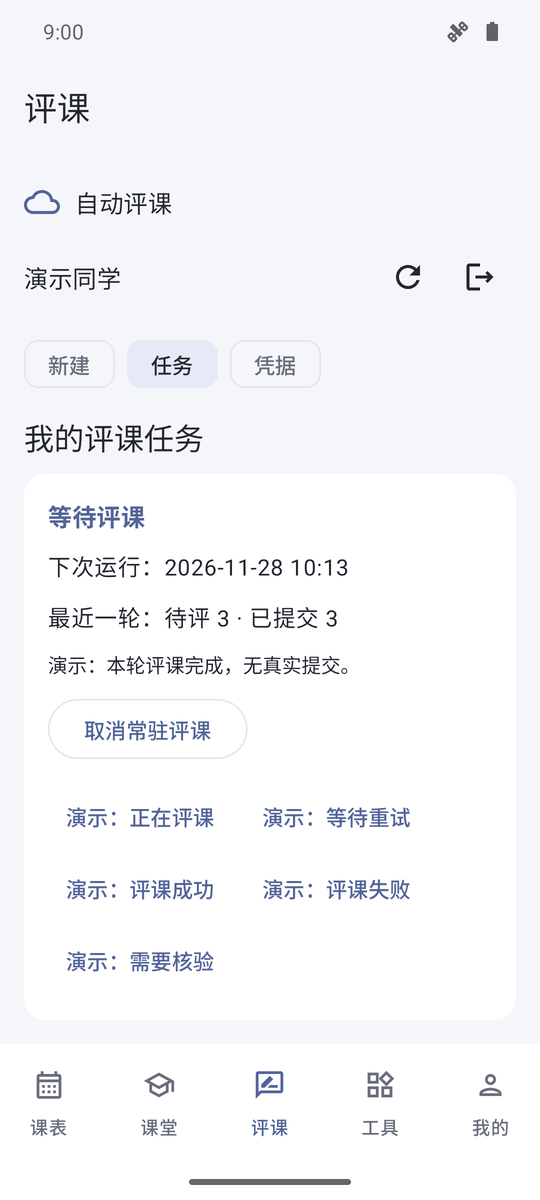 9:00
评课
自动评课
演示同学
新建 任务 凭据
我的评课任务
等待评课
下次运行：2026-11-28 10:13
最近一轮：待评 3 · 已提交 3
演示：本轮评课完成，无真实提交。
取消常驻评课
演示：正在评课 演示：等待重试
演示：评课成功 演示：评课失败
演示：需要核验
课表 课堂 评课 工具 我的